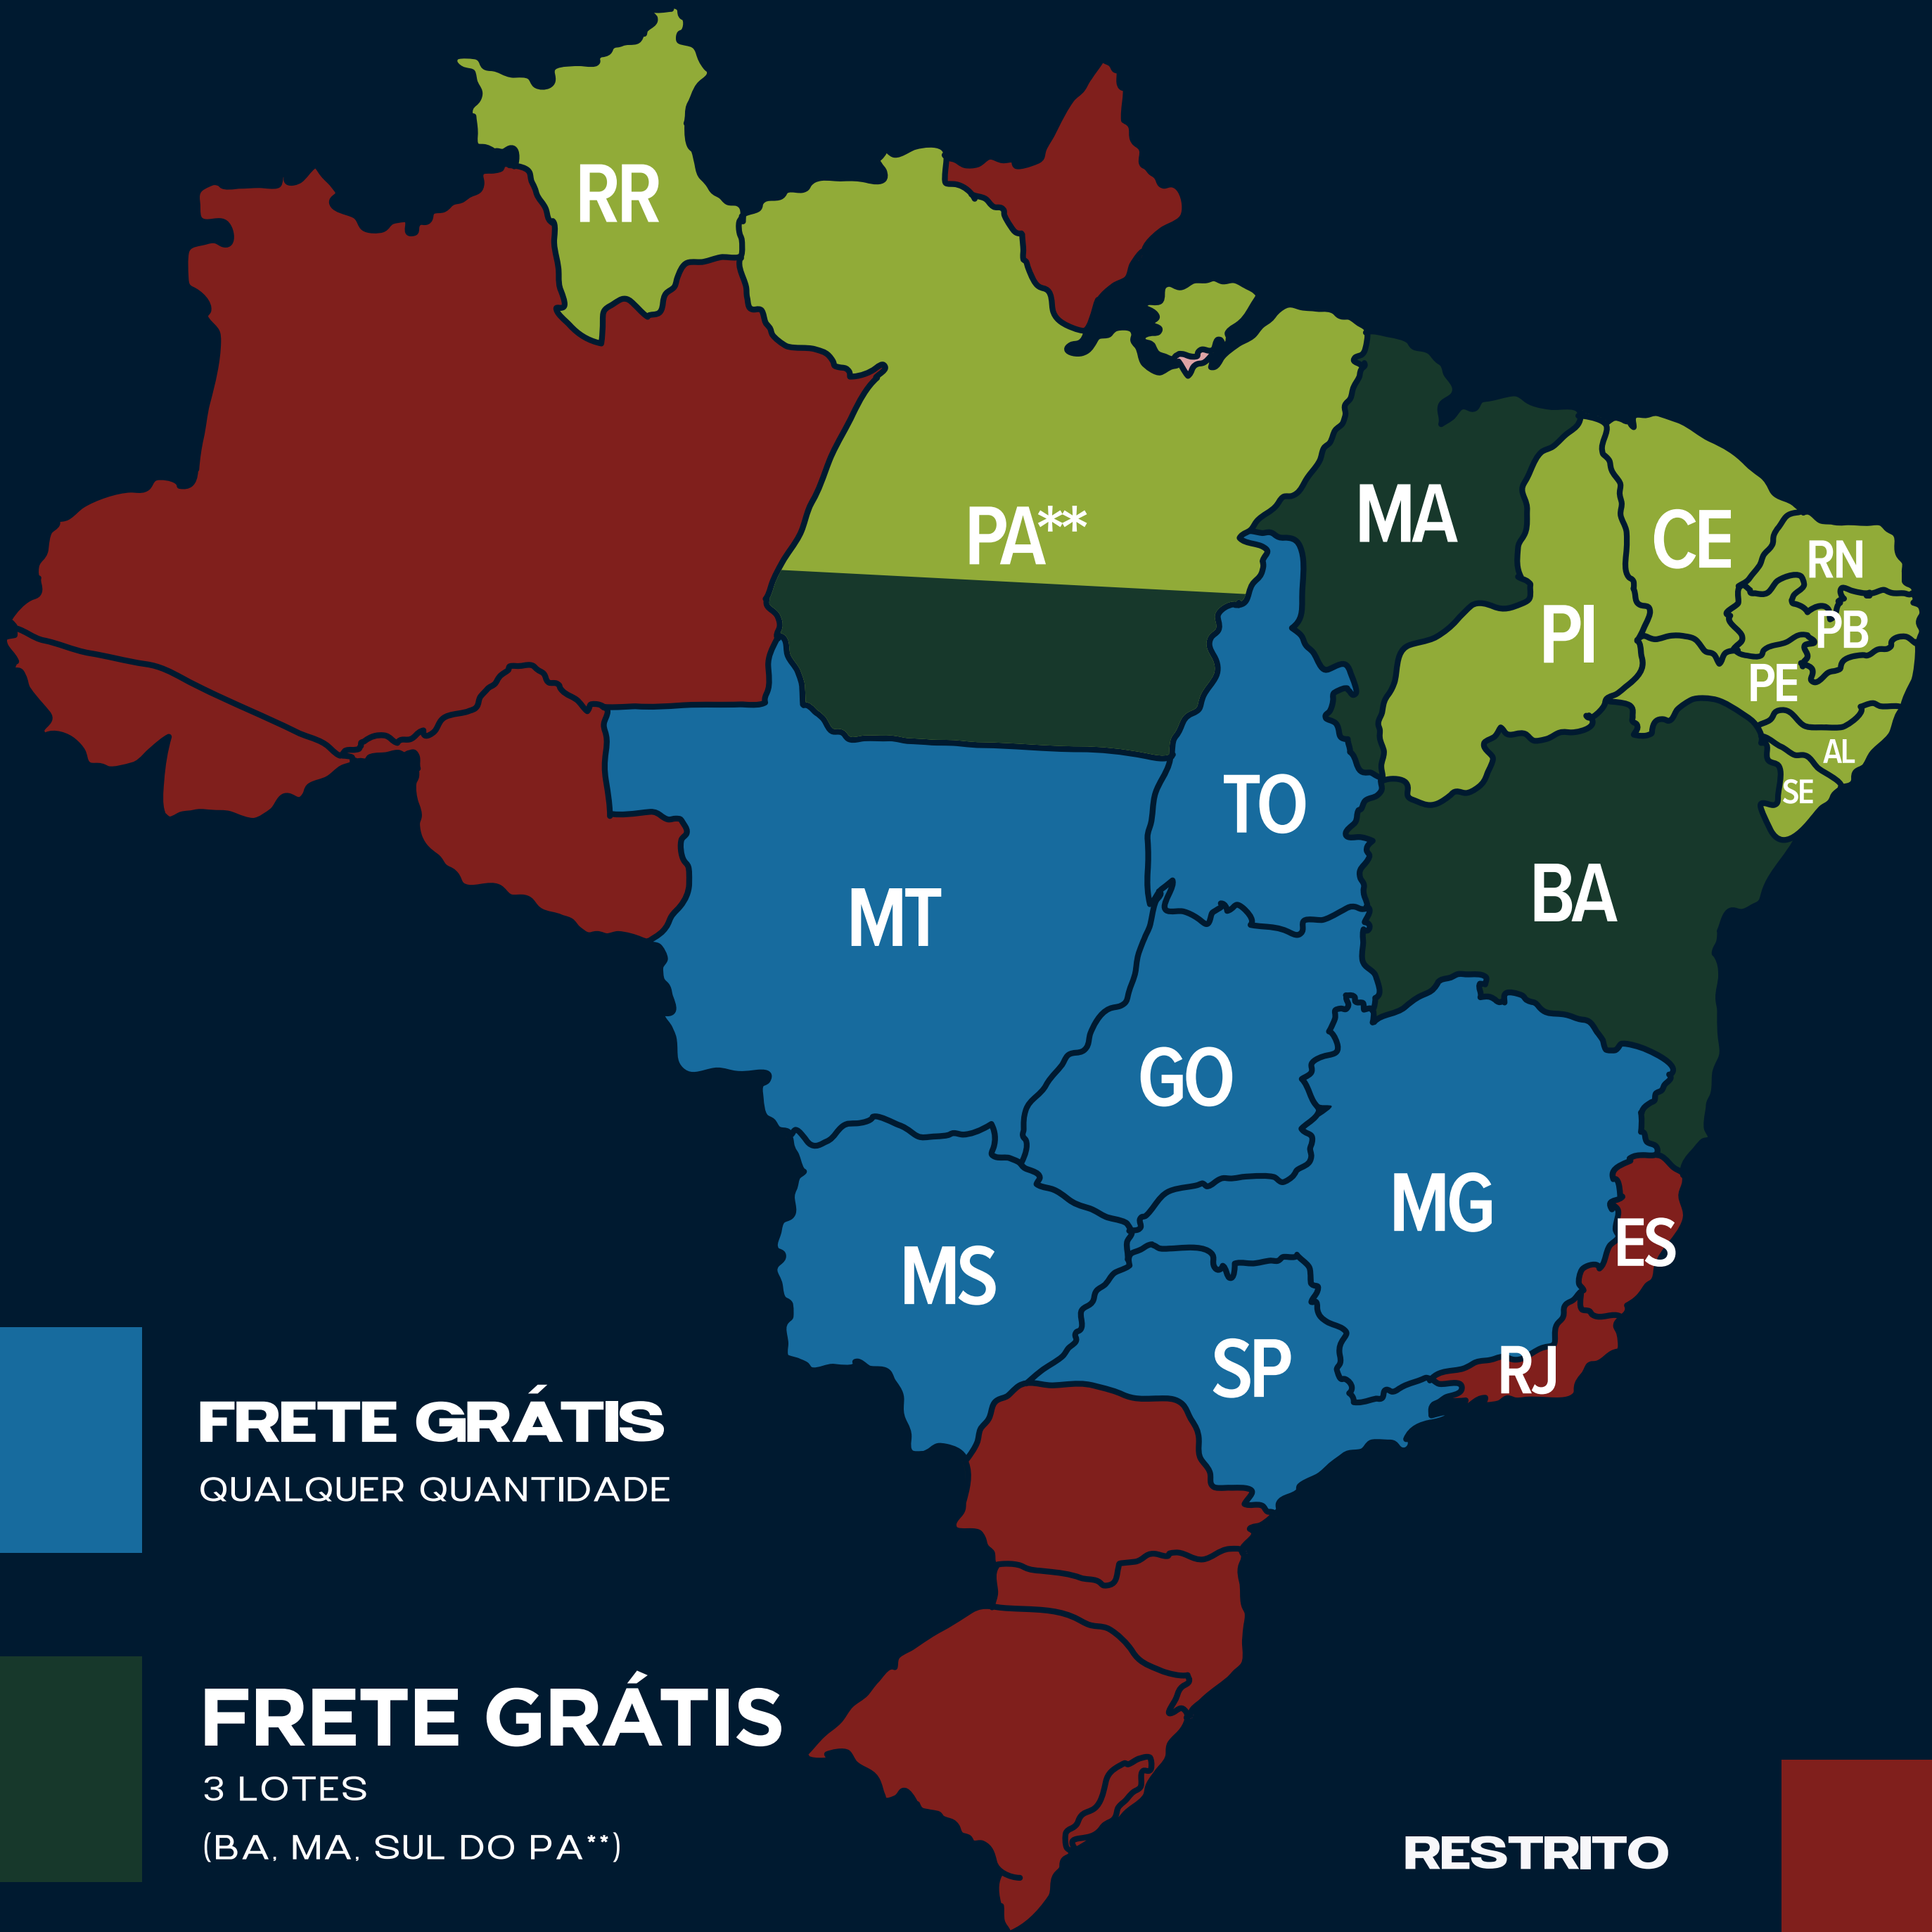 RR
PA**
MA
CE
RN
PI
PB
PE
AL
SE
TO
BA
MT
GO
MG
ES
MS
SP
RJ
FRETE GRÁTIS
QUALQUER QUANTIDADE
FRETE GRÁTIS
3 LOTES
(BA, MA, SUL DO PA**)
RESTRITO